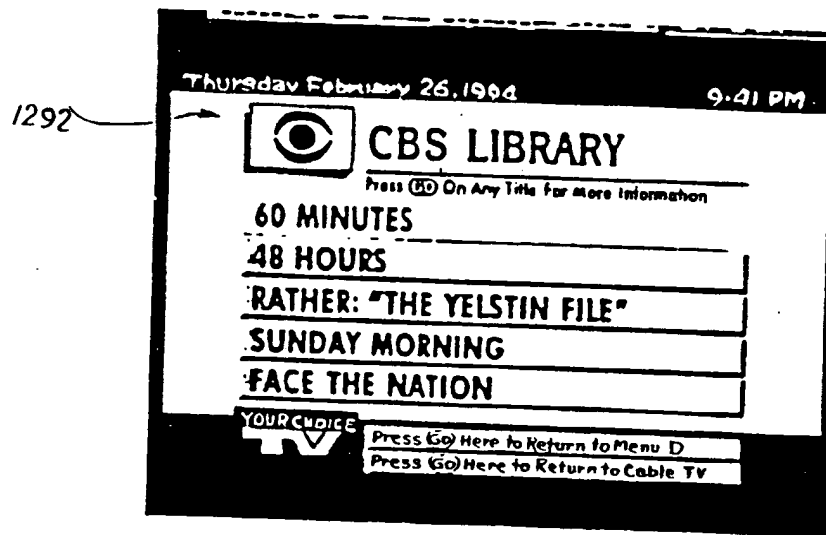 Thursday February 26, 1994 9:41 PM
1292
CBS LIBRARY
Press GO On Any Title for More Information
60 MINUTES
48 HOURS
RATHER: "THE YELSTIN FILE"
SUNDAY MORNING
FACE THE NATION
YOUR CHOICE
TV
Press Go Here to Return to Menu D
Press Go Here to Return to Cable TV